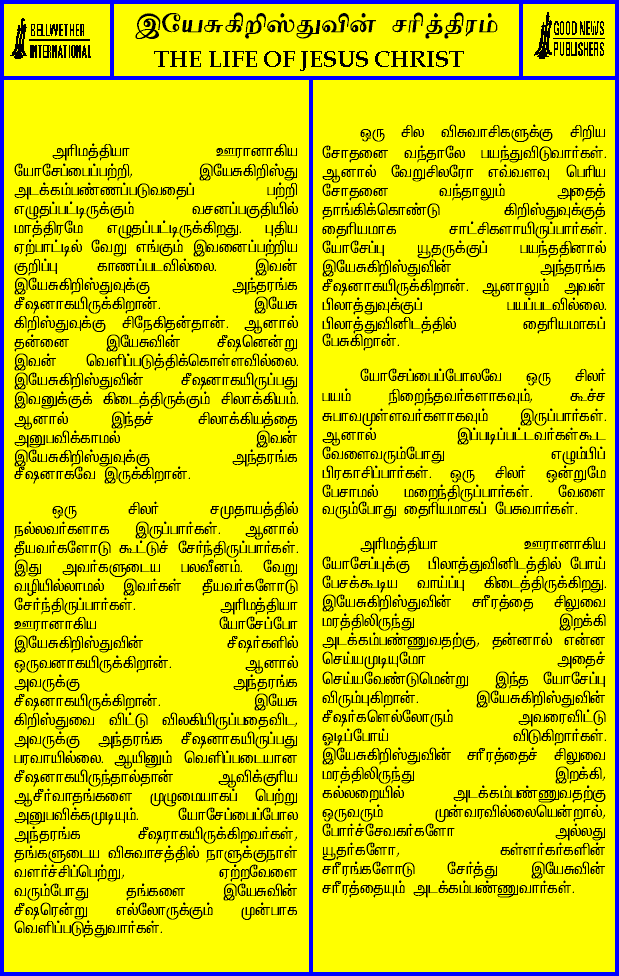 BELLWETHER
INTERNATIONAL
இயேசுகிறிஸ்துவின் சரித்திரம்
THE LIFE OF JESUS CHRIST
GOOD NEWS
PUBLISHERS
அரிமத்தியா ஊரானாகிய
யோசேப்பைப்பற்றி, இயேசுகிறிஸ்து
அடக்கம்பண்ணப்படுவதைப் பற்றி
எழுதப்பட்டிருக்கும் வசனப்பகுதியில்
மாத்திரமே எழுதப்பட்டிருக்கிறது. புதிய
ஏற்பாட்டில் வேறு எங்கும் இவனைப்பற்றிய
குறிப்பு காணப்படவில்லை. இவன்
இயேசுகிறிஸ்துவுக்கு அந்தரங்க
சீஷனாகயிருக்கிறான். இயேசு
கிறிஸ்துவுக்கு சிநேகிதன்தான். ஆனால்
தன்னை இயேசுவின் சீஷனென்று
இவன் வெளிப்படுத்திக்கொள்ளவில்லை.
இயேசுகிறிஸ்துவின் சீஷனாகயிருப்பது
இவனுக்குக் கிடைத்திருக்கும் சிலாக்கியம்.
ஆனால் இந்தச் சிலாக்கியத்தை
அனுபவிக்காமல் இவன்
இயேசுகிறிஸ்துவுக்கு அந்தரங்க
சீஷனாகவே இருக்கிறான்.
ஒரு சிலர் சமுதாயத்தில்
நல்லவர்களாக இருப்பார்கள். ஆனால்
தீயவர்களோடு கூட்டுச் சேர்ந்திருப்பார்கள்.
இது அவர்களுடைய பலவீனம். வேறு
வழியில்லாமல் இவர்கள் தீயவர்களோடு
சேர்ந்திருப்பார்கள். அரிமத்தியா
ஊரானாகிய யோசேப்போ
இயேசுகிறிஸ்துவின் சீஷர்களில்
ஒருவனாகயிருக்கிறான். ஆனால்
அவருக்கு அந்தரங்க
சீஷனாகயிருக்கிறான். இயேசு
கிறிஸ்துவை விட்டு விலகியிருப்பதைவிட,
அவருக்கு அந்தரங்க சீஷனாகயிருப்பது
பரவாயில்லை. ஆயினும் வெளிப்படையான
சீஷனாகயிருந்தால்தான் ஆவிக்குரிய
ஆசீர்வாதங்களை முழுமையாகப் பெற்று
அனுபவிக்கமுடியும். யோசேப்பைப்போல
அந்தரங்க சீஷராகயிருக்கிறவர்கள்,
தங்களுடைய விசுவாசத்தில் நாளுக்குநாள்
வளர்ச்சிப்பெற்று, ஏற்றவேளை
வரும்போது தங்களை இயேசுவின்
சீஷரென்று எல்லோருக்கும் முன்பாக
வெளிப்படுத்துவார்கள்.
ஒரு சில விசுவாசிகளுக்கு சிறிய
சோதனை வந்தாலே பயந்துவிடுவார்கள்.
ஆனால் வேறுசிலரோ எவ்வளவு பெரிய
சோதனை வந்தாலும் அதைத்
தாங்கிக்கொண்டு கிறிஸ்துவுக்குத்
தைரியமாக சாட்சிகளாயிருப்பார்கள்.
யோசேப்பு யூதருக்குப் பயந்ததினால்
இயேசுகிறிஸ்துவின் அந்தரங்க
சீஷனாகயிருக்கிறான். ஆனாலும் அவன்
பிலாத்துவுக்குப் பயப்படவில்லை.
பிலாத்துவினிடத்தில் தைரியமாகப்
பேசுகிறான்.
யோசேப்பைப்போலவே ஒரு சிலர்
பயம் நிறைந்தவர்களாகவும், கூச்ச
சுபாவமுள்ளவர்களாகவும் இருப்பார்கள்.
ஆனால் இப்படிப்பட்டவர்கள்கூட
வேளைவரும்போது எழும்பிப்
பிரகாசிப்பார்கள். ஒரு சிலர் ஒன்றுமே
பேசாமல் மறைந்திருப்பார்கள். வேளை
வரும்போது தைரியமாகப் பேசுவார்கள்.
அரிமத்தியா ஊரானாகிய
யோசேப்புக்கு பிலாத்துவினிடத்தில் போய்
பேசக்கூடிய வாய்ப்பு கிடைத்திருக்கிறது.
இயேசுகிறிஸ்துவின் சரீரத்தை சிலுவை
மரத்திலிருந்து இறக்கி
அடக்கம்பண்ணுவதற்கு, தன்னால் என்ன
செய்யமுடியுமோ அதைச்
செய்யவேண்டுமென்று இந்த யோசேப்பு
விரும்புகிறான். இயேசுகிறிஸ்துவின்
சீஷர்களெல்லோரும் அவரைவிட்டு
ஓடிப்போய் விடுகிறார்கள்.
இயேசுகிறிஸ்துவின் சரீரத்தைச் சிலுவை
மரத்திலிருந்து இறக்கி,
கல்லறையில் அடக்கம்பண்ணுவதற்கு
ஒருவரும் முன்வரவில்லையென்றால்,
போர்ச்சேவகர்களோ அல்லது
யூதர்களோ, கள்ளர்கர்களின்
சரீரங்களோடு சேர்த்து இயேசுவின்
சரீரத்தையும் அடக்கம்பண்ணுவார்கள்.